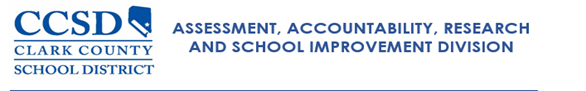 CCSD
CLARK COUNTY
SCHOOL DISTRICT
ASSESSMENT, ACCOUNTABILITY, RESEARCH
AND SCHOOL IMPROVEMENT DIVISION